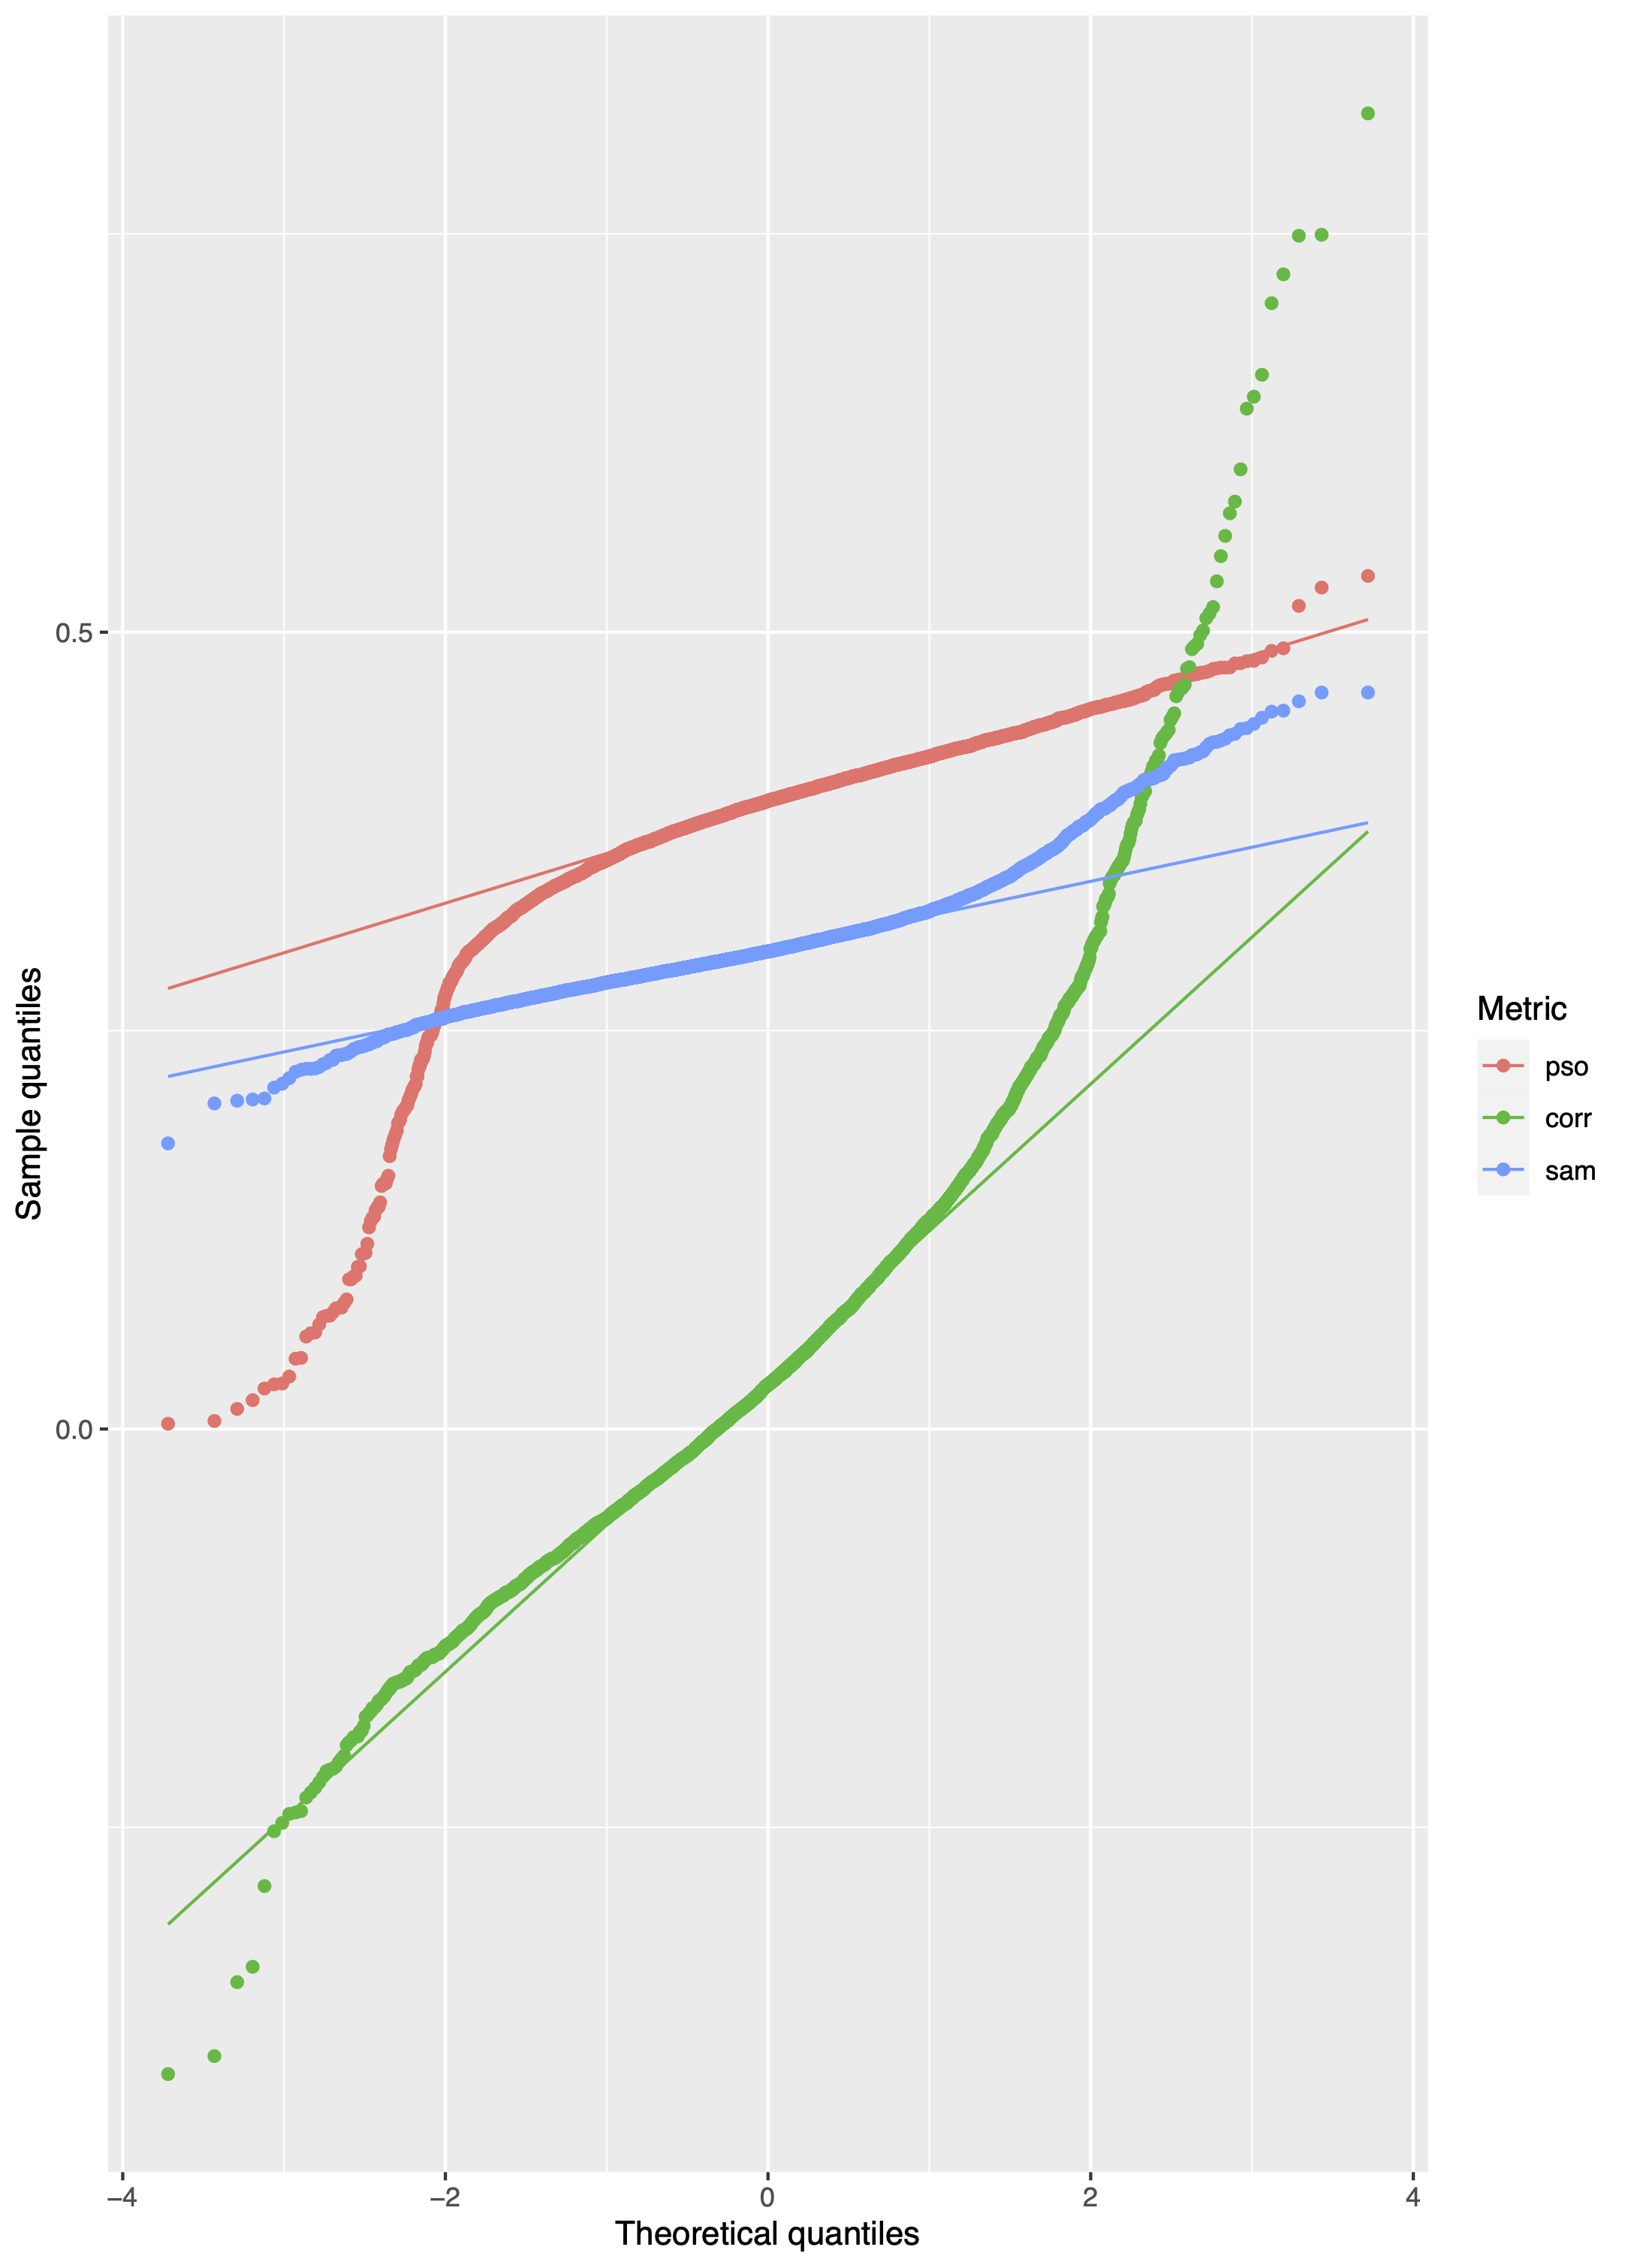 Sample quantiles
0.5
0.0
−4
−2
0
2
4
Theoretical quantiles
Metric
pso
corr
sam